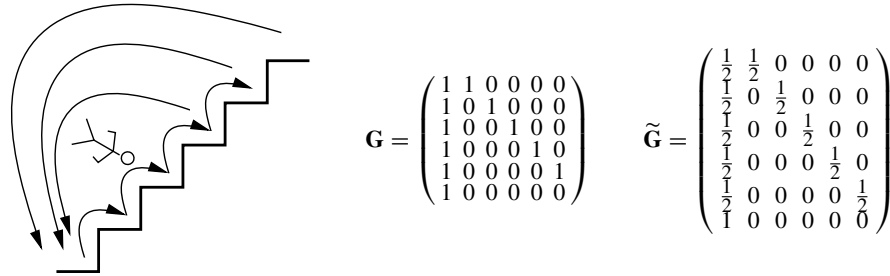 G = ( 1 1 0 0 0 0
1 0 1 0 0 0
1 0 0 1 0 0
1 0 0 0 1 0
1 0 0 0 0 1
1 0 0 0 0 0 )
G̃ = ( 1/2 1/2 0 0 0 0
1/2 0 1/2 0 0 0
1/2 0 0 1/2 0 0
1/2 0 0 0 1/2 0
1/2 0 0 0 0 1/2
1 0 0 0 0 0 )